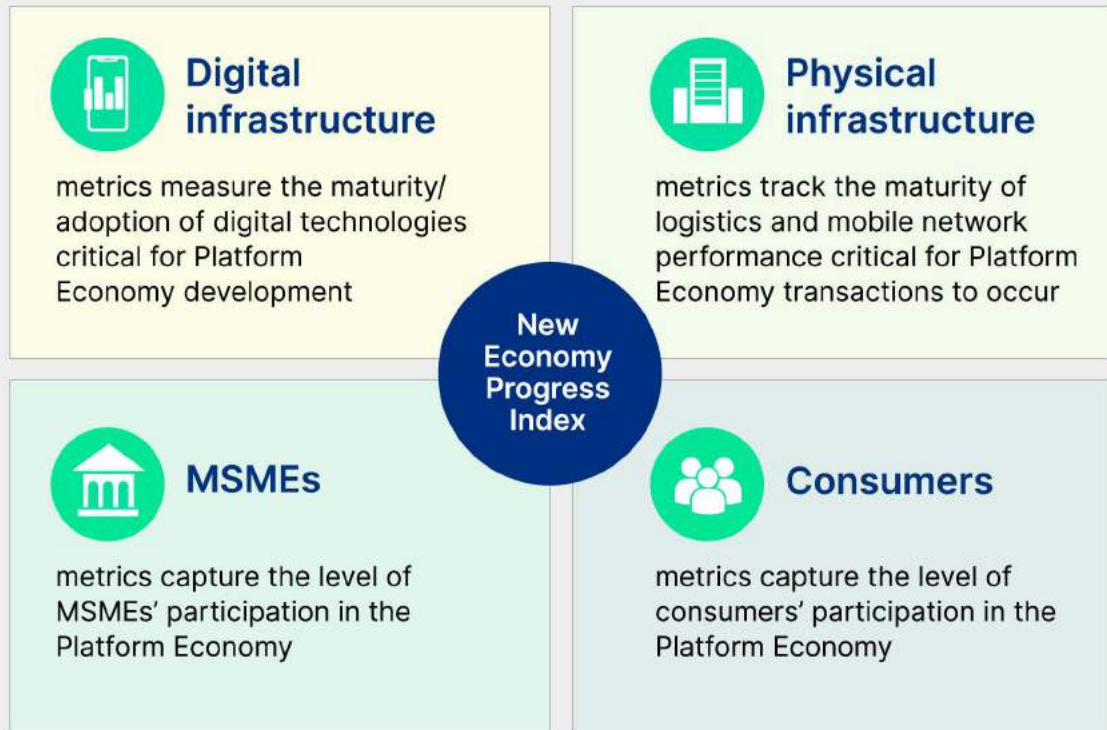 Digital
infrastructure
metrics measure the maturity/
adoption of digital technologies
critical for Platform
Economy development
Physical
infrastructure
metrics track the maturity of
logistics and mobile network
performance critical for Platform
Economy transactions to occur
New
Economy
Progress
Index
MSMEs
metrics capture the level of
MSMEs’ participation in the
Platform Economy
Consumers
metrics capture the level of
consumers’ participation in the
Platform Economy